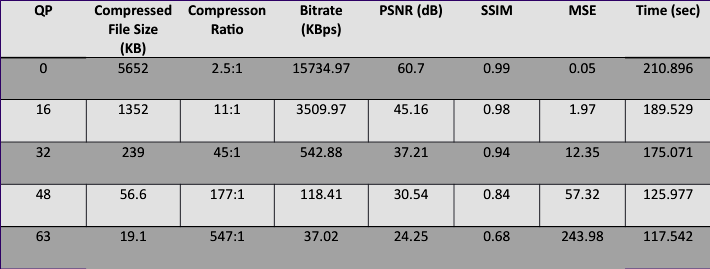 QP Compressed File Size (KB) Compresson Ratio Bitrate (KBps) PSNR (dB) SSIM MSE Time (sec)
0 5652 2.5:1 15734.97 60.7 0.99 0.05 210.896
16 1352 11:1 3509.97 45.16 0.98 1.97 189.529
32 239 45:1 542.88 37.21 0.94 12.35 175.071
48 56.6 177:1 118.41 30.54 0.84 57.32 125.977
63 19.1 547:1 37.02 24.25 0.68 243.98 117.542